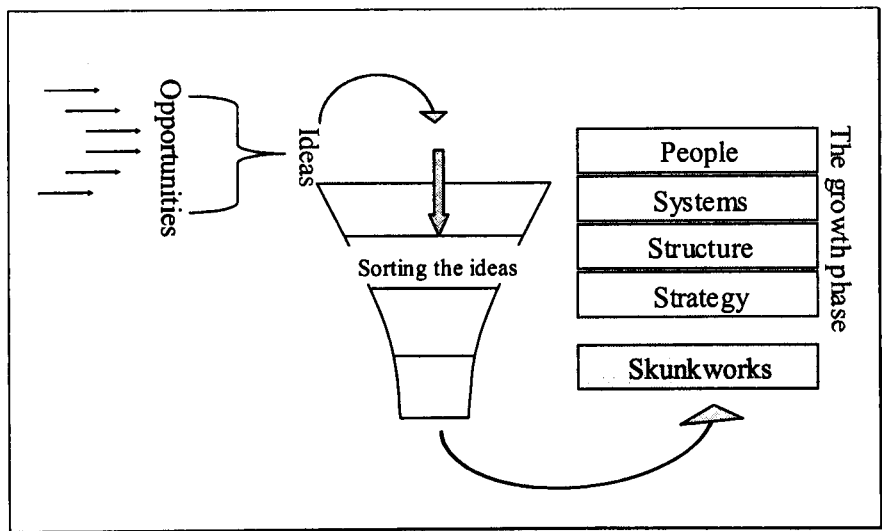 Opportunities
Ideas
Sorting the ideas
People
Systems
Structure
Strategy
Skunkworks
The growth phase